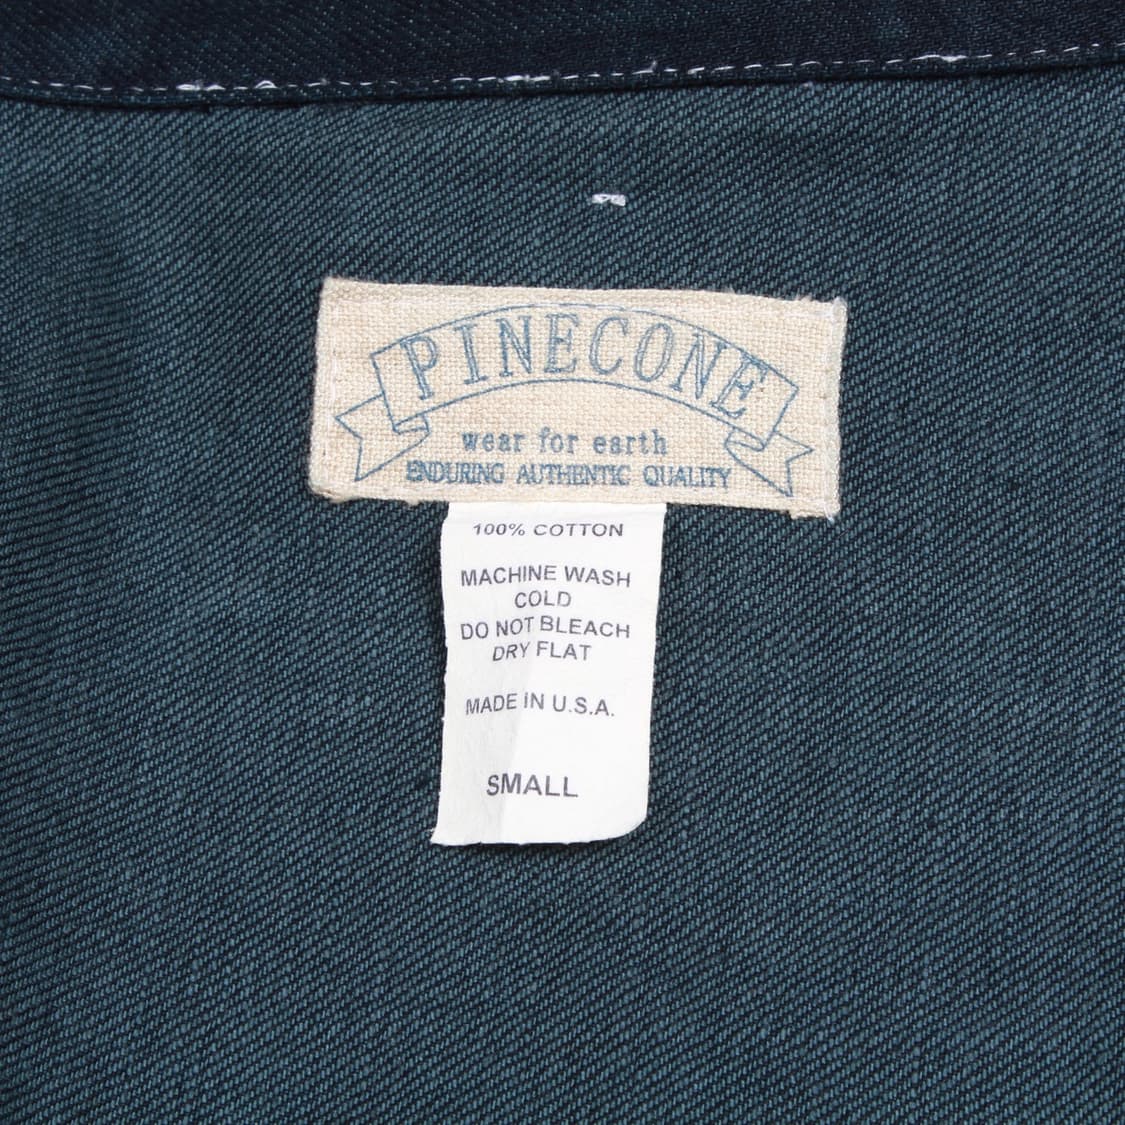 PINECONE
wear for earth
ENDURING AUTHENTIC QUALITY
100% COTTON
MACHINE WASH
COLD
DO NOT BLEACH
DRY FLAT
MADE IN U.S.A.
SMALL